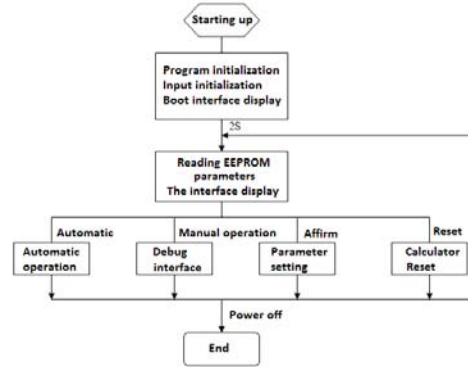 Starting up
Program initialization
Input initialization
Boot interface display
2S
Reading EEPROM
parameters
The interface display
Automatic
Manual operation
Affirm
Reset
Automatic
operation
Debug
interface
Parameter
setting
Calculator
Reset
Power off
End